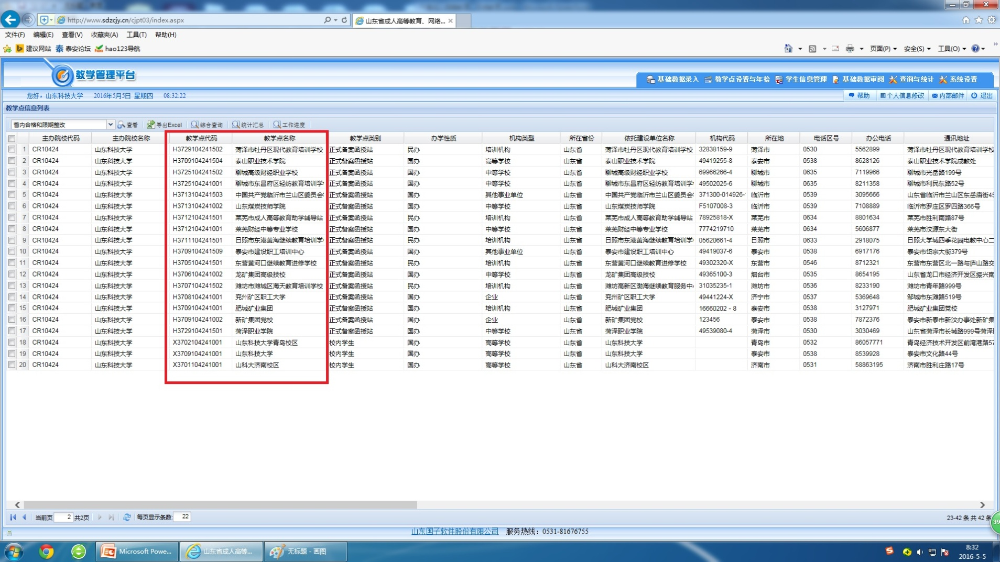 http://www.sdzcjy.cn/cjpt03/index.aspx
山东省成人高等教育、网络...
文件(F) 编辑(E) 查看(V) 收藏夹(A) 工具(T) 帮助(H)
建议网站 泰安论坛 hao123导航
页面(P) 安全(S) 工具(O)
教学管理平台
基础数据录入 教学点设置与年检 学生信息管理 基础数据审阅 查询与统计 系统设置
您好，山东科技大学 2016年5月5日 星期四 08:32:22
帮助 个人信息修改 内部邮件 退出
教学点信息列表
省内合格和限期整改 查看 导出Excel 综合查询 统计汇总 工作进度
主办院校代码 主办院校名称 教学点代码 教学点名称 教学点类别 办学性质 机构类型 所在省份 依托建设单位名称 机构代码 所在地 电话区号 办公电话 通讯地址
1 CR10424 山东科技大学 H3729104241502 菏泽市牡丹区现代教育培训学校 正式备案函授站 民办 培训机构 山东省 菏泽市牡丹区现代教育培训学校 32838159-9 菏泽市 0530 5562899 菏泽市牡丹区现代教育培训学校
2 CR10424 山东科技大学 H3709104241504 泰山职业技术学院 正式备案函授站 国办 高等学校 山东省 泰山职业技术学院 49419255-8 泰安市 0538 8628126 泰山职业技术学院成教处
3 CR10424 山东科技大学 H3725104241502 聊城高级财经职业学校 正式备案函授站 国办 中等学校 山东省 聊城高级财经职业学校 69966266-4 聊城市 0635 7119966 聊城市光岳路199号
4 CR10424 山东科技大学 H3725104241001 聊城市东昌府区轻纺教育培训学 正式备案函授站 国办 中等学校 山东省 聊城市东昌府区轻纺教育培训学 49502025-6 聊城市 0635 8211358 聊城市利民东路52号
5 CR10424 山东科技大学 H3713104241503 中国共产党临沂市兰山区委员会 正式备案函授站 国办 其他事业单位 山东省 中国共产党临沂市兰山区委员会 371300-014926- 临沂市 0539 3095666 山东省临沂市兰山区东岳庙街45
6 CR10424 山东科技大学 H3713104241002 山东煤炭技师学院 正式备案函授站 国办 中等学校 山东省 山东煤炭技师学院 F5107008-3 临沂市 0539 7108889 临沂市罗庄区罗四路366号
7 CR10424 山东科技大学 H3712104241501 莱芜市成人高等教育助学辅导站 正式备案函授站 民办 培训机构 山东省 莱芜市成人高等教育助学辅导站 78925818-X 莱芜市 0634 8801634 莱芜市胜利南路87号
8 CR10424 山东科技大学 H3712104241001 莱芜财经中等专业学校 正式备案函授站 国办 中等学校 山东省 莱芜财经中等专业学校 7774219710 莱芜市 0634 5606877 莱芜市汶源东大街
9 CR10424 山东科技大学 H3711104241501 日照市东港黄海继续教育培训学 正式备案函授站 民办 培训机构 山东省 日照市东港黄海继续教育培训学 05620661-4 日照市 0633 2918075 日照大学城四季花园电教中心二
10 CR10424 山东科技大学 H3709104241509 泰安市建设职工培训中心 正式备案函授站 国办 其他事业单位 山东省 泰安市建设职工培训中心 49419037-6 泰安市 0538 6917176 泰安市岱宗大街379号
11 CR10424 山东科技大学 H3705104241501 东营黄河口继续教育进修学校 正式备案函授站 民办 培训机构 山东省 东营黄河口继续教育进修学校 49302320-X 东营市 0546 8712321 东营市东营区北一路与庐山路交
12 CR10424 山东科技大学 H3706104241002 龙矿集团高级技校 正式备案函授站 国办 中等学校 山东省 龙矿集团高级技校 49365100-3 烟台市 0535 8654195 山东省龙口市经济开发区振兴南
13 CR10424 山东科技大学 H3707104241502 潍坊市潍城区海天教育培训学校 正式备案函授站 民办 培训机构 山东省 潍坊高新区渤海继续教育服务中 31035235-1 潍坊市 0536 8233190 潍坊市青年路999号
14 CR10424 山东科技大学 H3708104241001 兖州矿区职工大学 正式备案函授站 国办 企业 山东省 兖州矿区职工大学 49441224-X 济宁市 0537 5369648 邹城市东滩路519号
15 CR10424 山东科技大学 H3709104241001 肥城矿业集团 正式备案函授站 国办 培训机构 山东省 肥城矿业集团 16660202 - 8 泰安市 0538 3127971 肥城矿业集团党校
16 CR10424 山东科技大学 H3709104241002 新矿集团党校 正式备案函授站 国办 企业 山东省 新矿集团党校 123456 泰安市 0538 7872376 泰安市新泰市新汶办事处新矿集
17 CR10424 山东科技大学 H3729104241501 菏泽职业学院 正式备案函授站 国办 中等学校 山东省 菏泽职业学院 49539080-4 菏泽市 0530 3030469 山东省菏泽市长城路999号菏泽
18 CR10424 山东科技大学 X3702104241001 山东科技大学青岛校区 校内学生 国办 高等学校 山东省 山东科技大学 青岛市 0532 86057771 青岛经济技术开发区前湾港路57
19 CR10424 山东科技大学 X3709104241001 山东科技大学 校内学生 国办 高等学校 山东省 山东科技大学 泰安市 0538 8539928 泰安市文化路44号
20 CR10424 山东科技大学 X3701104241001 山科大济南校区 校内学生 国办 高等学校 山东省 山科大济南校区 济南市 0531 58863195 济南市胜利庄路17号
当前页 2 共2页 每页显示条数: 22 23-42 条 共 42 条
39
山东国子软件股份有限公司 服务热线：0531-81676755
Microsoft Powe... 山东省成人高等... 无标题 - 画图
8:32
2016-5-5